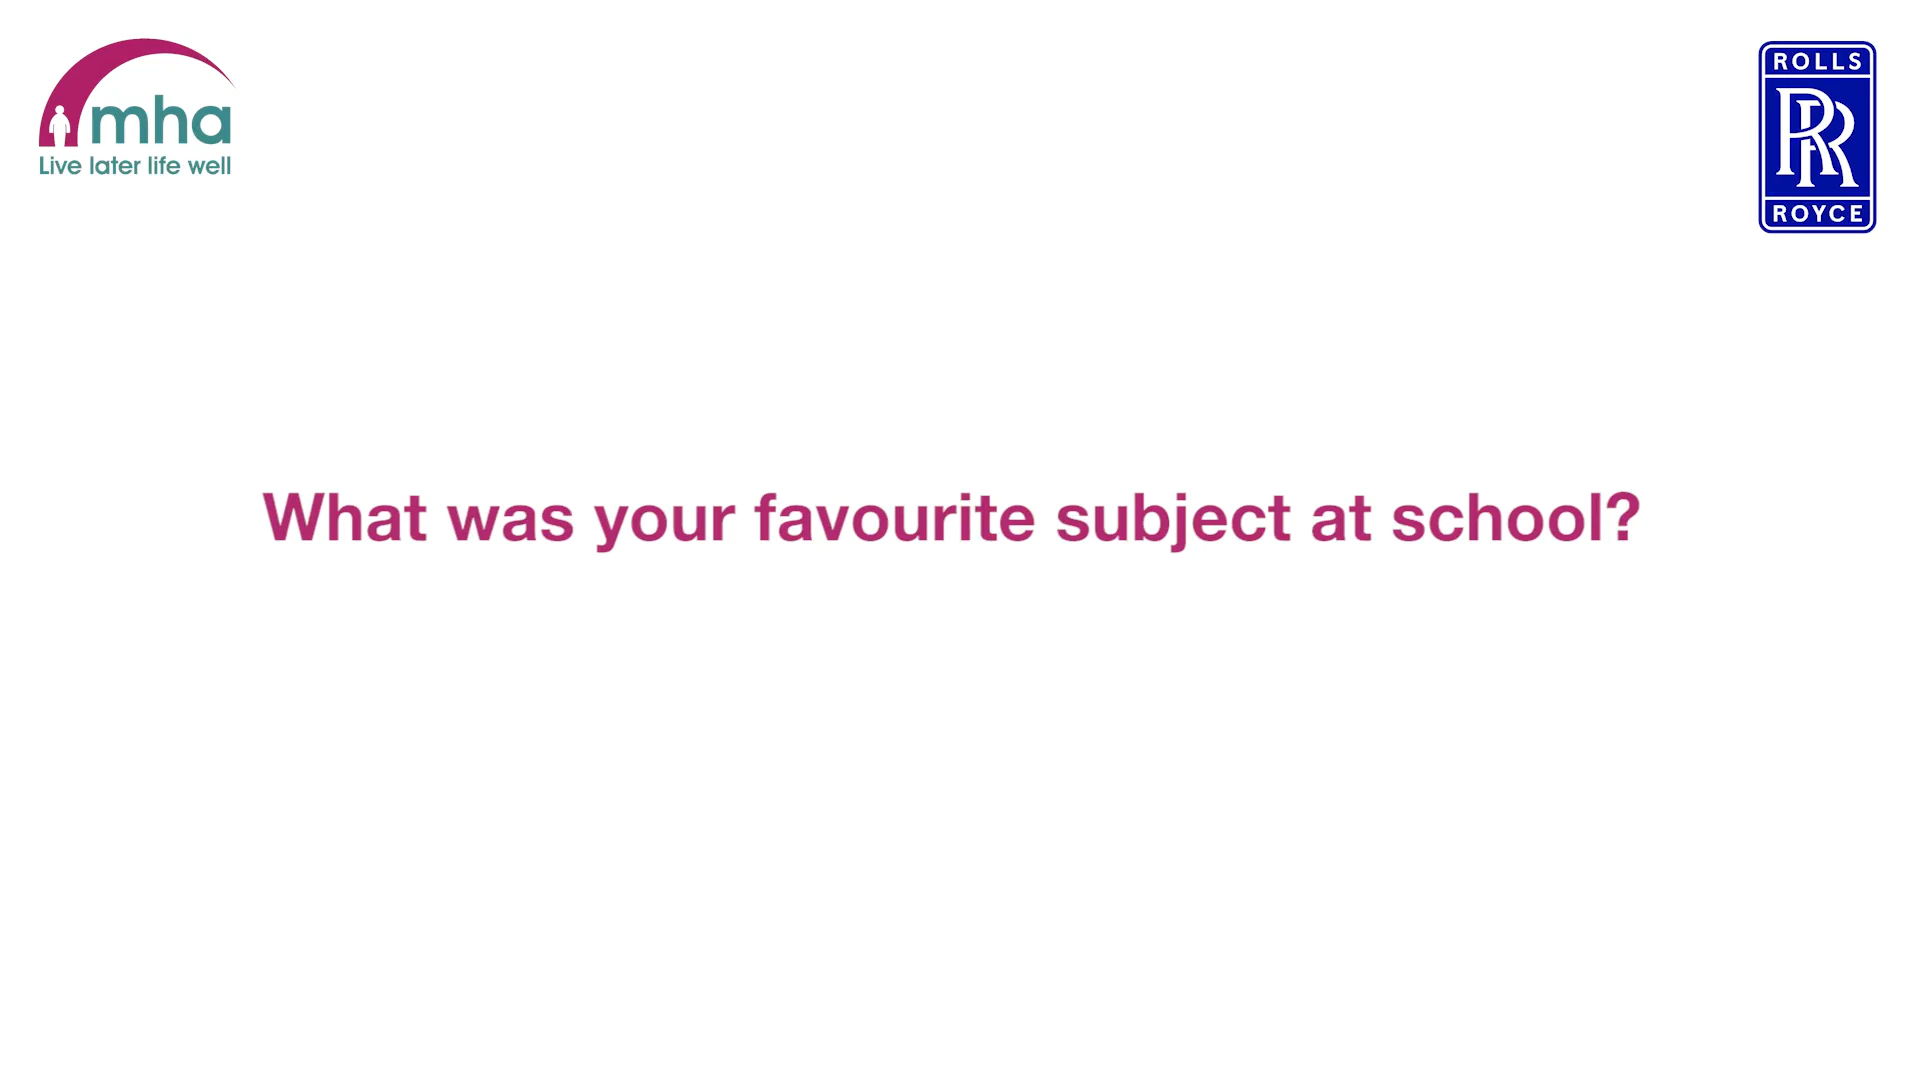 mha
Live later life well
ROLLS
RR
ROYCE
What was your favourite subject at school?